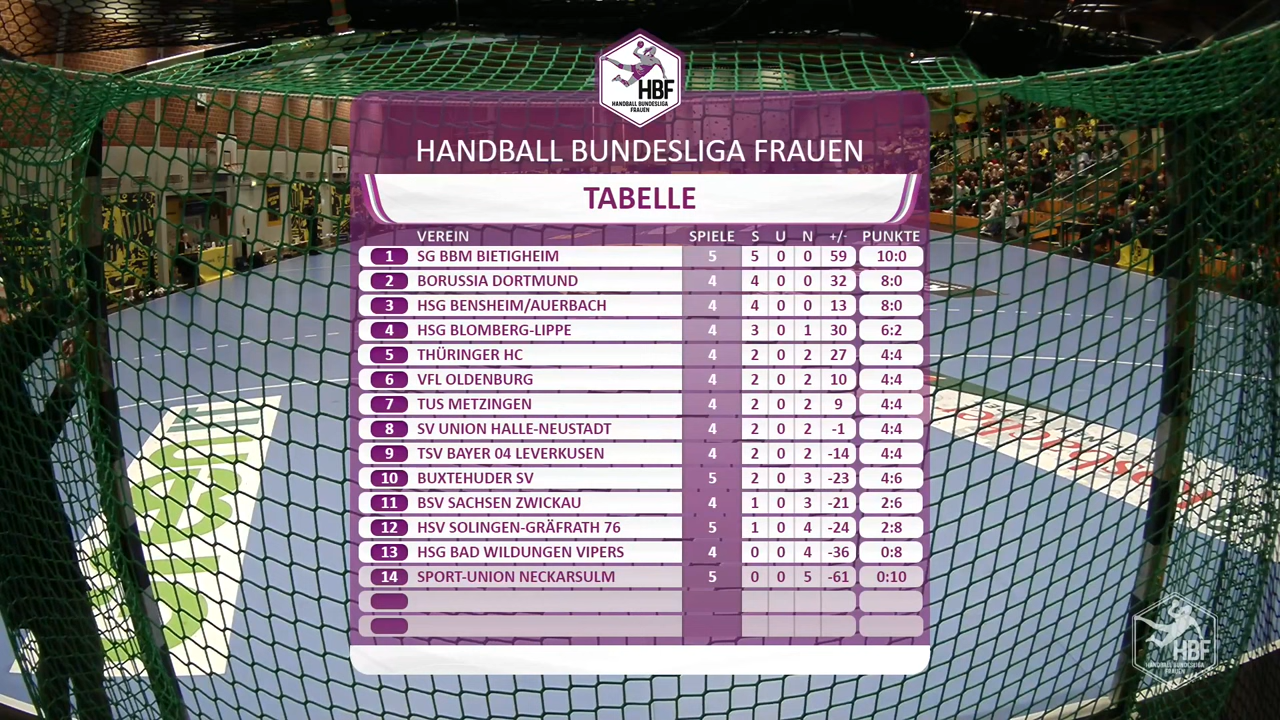 HBF
HANDBALL BUNDESLIGA
FRAUEN
HANDBALL BUNDESLIGA FRAUEN
TABELLE
VEREIN SPIELE S U N +/- PUNKTE
1 SG BBM BIETIGHEIM 5 5 0 0 59 10:0
2 BORUSSIA DORTMUND 4 4 0 0 32 8:0
3 HSG BENSHEIM/AUERBACH 4 4 0 0 13 8:0
4 HSG BLOMBERG-LIPPE 4 3 0 1 30 6:2
5 THÜRINGER HC 4 2 0 2 27 4:4
6 VFL OLDENBURG 4 2 0 2 10 4:4
7 TUS METZINGEN 4 2 0 2 9 4:4
8 SV UNION HALLE-NEUSTADT 4 2 0 2 -1 4:4
9 TSV BAYER 04 LEVERKUSEN 4 2 0 2 -14 4:4
10 BUXTEHUDER SV 5 2 0 3 -23 4:6
11 BSV SACHSEN ZWICKAU 4 1 0 3 -21 2:6
12 HSV SOLINGEN-GRÄFRATH 76 5 1 0 4 -24 2:8
13 HSG BAD WILDUNGEN VIPERS 4 0 0 4 -36 0:8
14 SPORT-UNION NECKARSULM 5 0 0 5 -61 0:10
HBF
HANDBALL BUNDESLIGA
FRAUEN